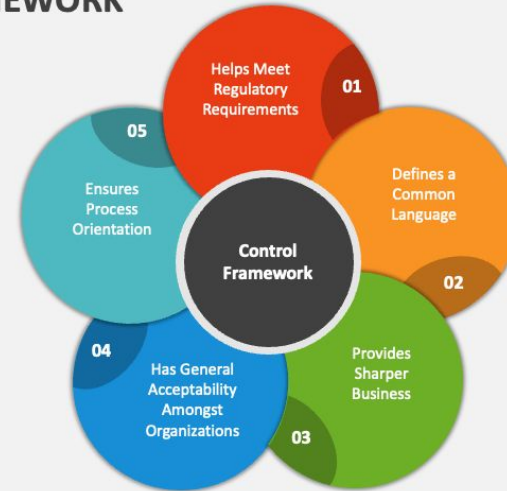 Helps Meet
Regulatory
Requirements
01
Defines a
Common
Language
02
Provides
Sharper
Business
03
Has General
Acceptability
Amongst
Organizations
04
Ensures
Process
Orientation
05
Control
Framework